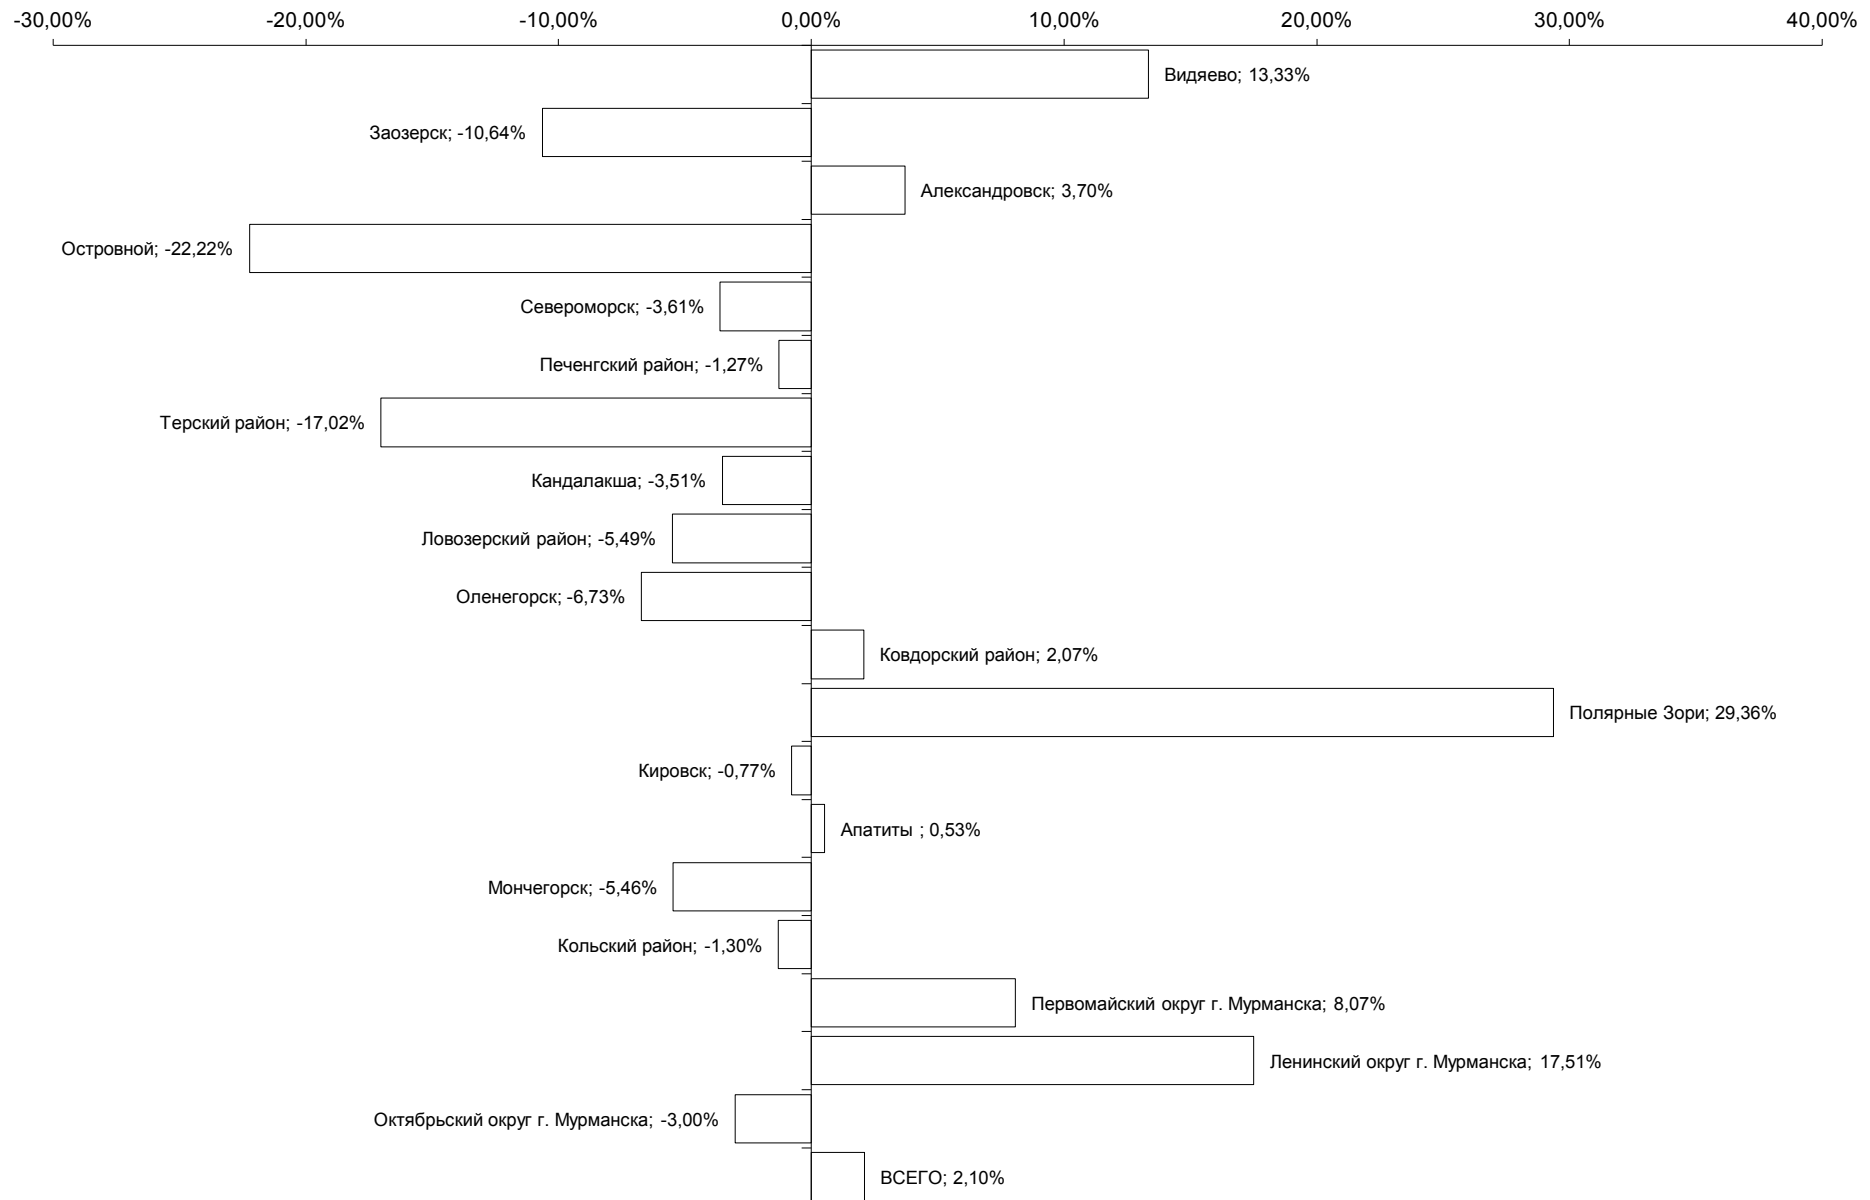 -30,00% -20,00% -10,00% 0,00% 10,00% 20,00% 30,00% 40,00%
Видяево; 13,33%
Заозерск; -10,64%
Александровск; 3,70%
Островной; -22,22%
Североморск; -3,61%
Печенгский район; -1,27%
Терский район; -17,02%
Кандалакша; -3,51%
Ловозерский район; -5,49%
Оленегорск; -6,73%
Ковдорский район; 2,07%
Полярные Зори; 29,36%
Кировск; -0,77%
Апатиты ; 0,53%
Мончегорск; -5,46%
Кольский район; -1,30%
Первомайский округ г. Мурманска; 8,07%
Ленинский округ г. Мурманска; 17,51%
Октябрьский округ г. Мурманска; -3,00%
ВСЕГО; 2,10%